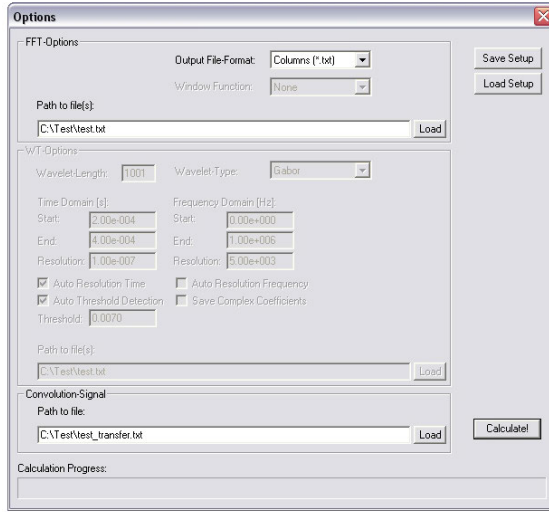 Options
FFT-Options
Output File-Format: Columns (*.txt)
Save Setup
Window Function: None
Load Setup
Path to file(s):
C:\Test\test.txt Load
WT-Options
Wavelet-Length: 1001 Wavelet-Type: Gabor
Time Domain [s]: Frequency Domain [Hz]:
Start: 2.00e-004 Start: 0.00e+000
End: 4.00e-004 End: 1.00e+006
Resolution: 1.00e-007 Resolution: 5.00e+003
Auto Resolution Time Auto Resolution Frequency
Auto Threshold Detection Save Complex Coefficients
Threshold: 0.0070
Path to file(s):
C:\Test\test.txt Load
Convolution-Signal
Path to file:
C:\Test\test_transfer.txt Load
Calculate!
Calculation Progress: